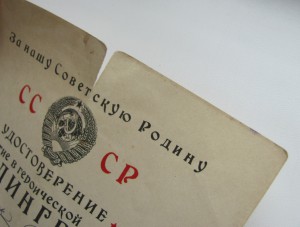 За нашу Советскую Родину
СС СР
УДОСТОВЕРЕНИЕ
героической